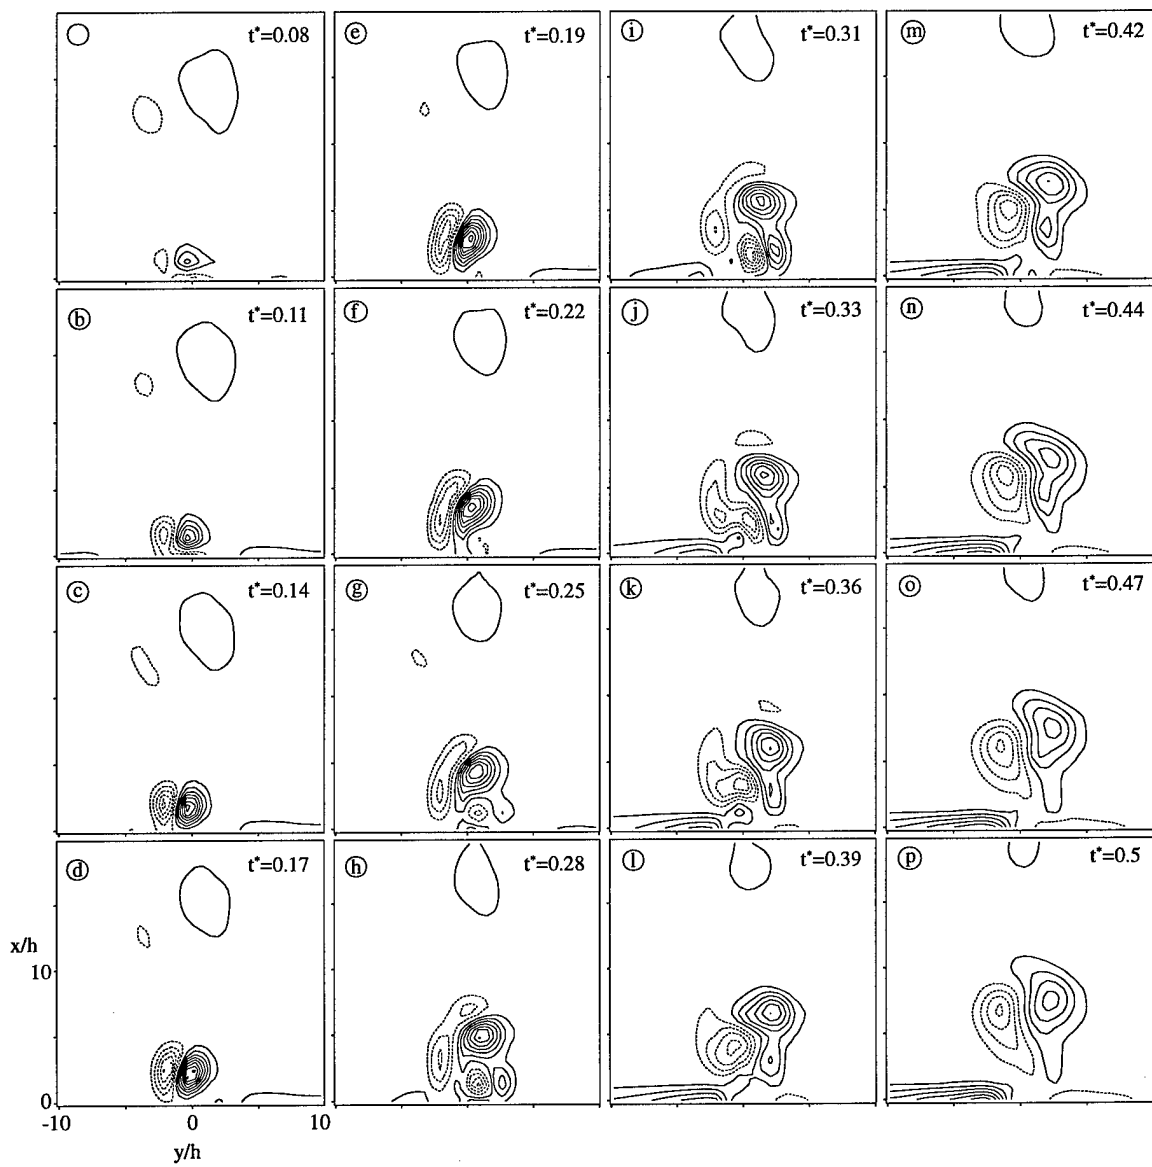 t*=0.08
ⓔ t*=0.19
ⓘ t*=0.31
ⓜ t*=0.42
ⓑ t*=0.11
ⓕ t*=0.22
ⓙ t*=0.33
ⓝ t*=0.44
ⓒ t*=0.14
ⓖ t*=0.25
ⓚ t*=0.36
ⓞ t*=0.47
ⓓ t*=0.17
ⓗ t*=0.28
ⓛ t*=0.39
ⓟ t*=0.5
x/h
10
0
-10 0 10
y/h